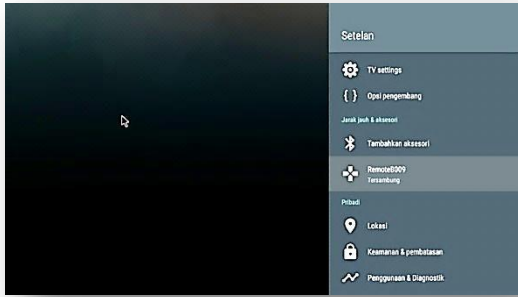 Setelan
TV settings
{ } Opsi pengembang
Jarak jauh & aksesori
Tambahkan aksesori
RemoteB009
Tersambung
Pribadi
Lokasi
Keamanan & pembatasan
Penggunaan & Diagnostik